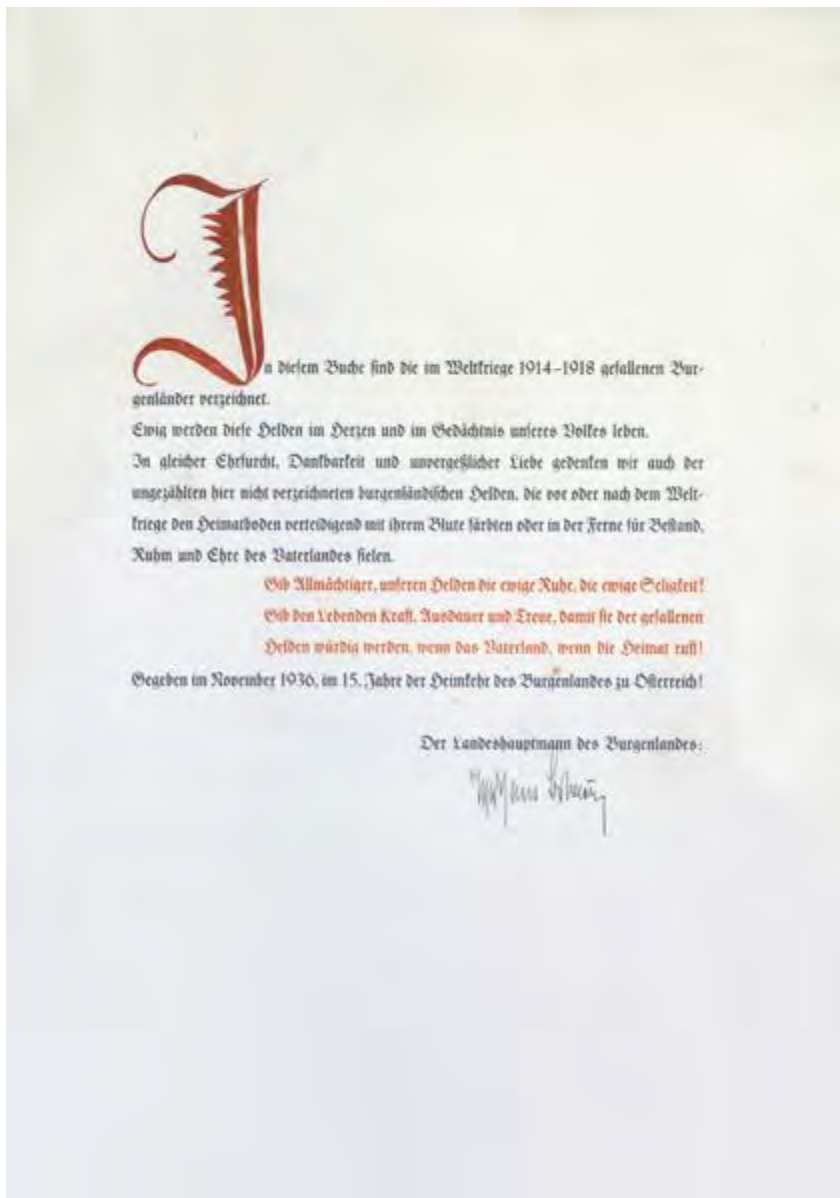 In diesem Buche sind die im Weltkriege 1914–1918 gefallenen Bur-
genländer verzeichnet.
Ewig werden diese Helden im Herzen und im Gedächtnis unseres Volkes leben.
In gleicher Ehrfurcht, Dankbarkeit und unvergeßlicher Liebe gedenken wir auch der
ungezählten hier nicht verzeichneten burgenländischen Helden, die vor oder nach dem Welt-
kriege den Heimatboden verteidigend mit ihrem Blute färbten oder in der Ferne für Bestand,
Ruhm und Ehre des Vaterlandes fielen.
Gib Allmächtiger, unseren Helden die ewige Ruhe, die ewige Seligkeit!
Gib den Lebenden Kraft, Ausdauer und Treue, damit sie der gefallenen
Helden würdig werden, wenn das Vaterland, wenn die Heimat ruft!
Gegeben im November 1936, im 15. Jahre der Heimkehr des Burgenlandes zu Österreich!
Der Landeshauptmann des Burgenlandes: